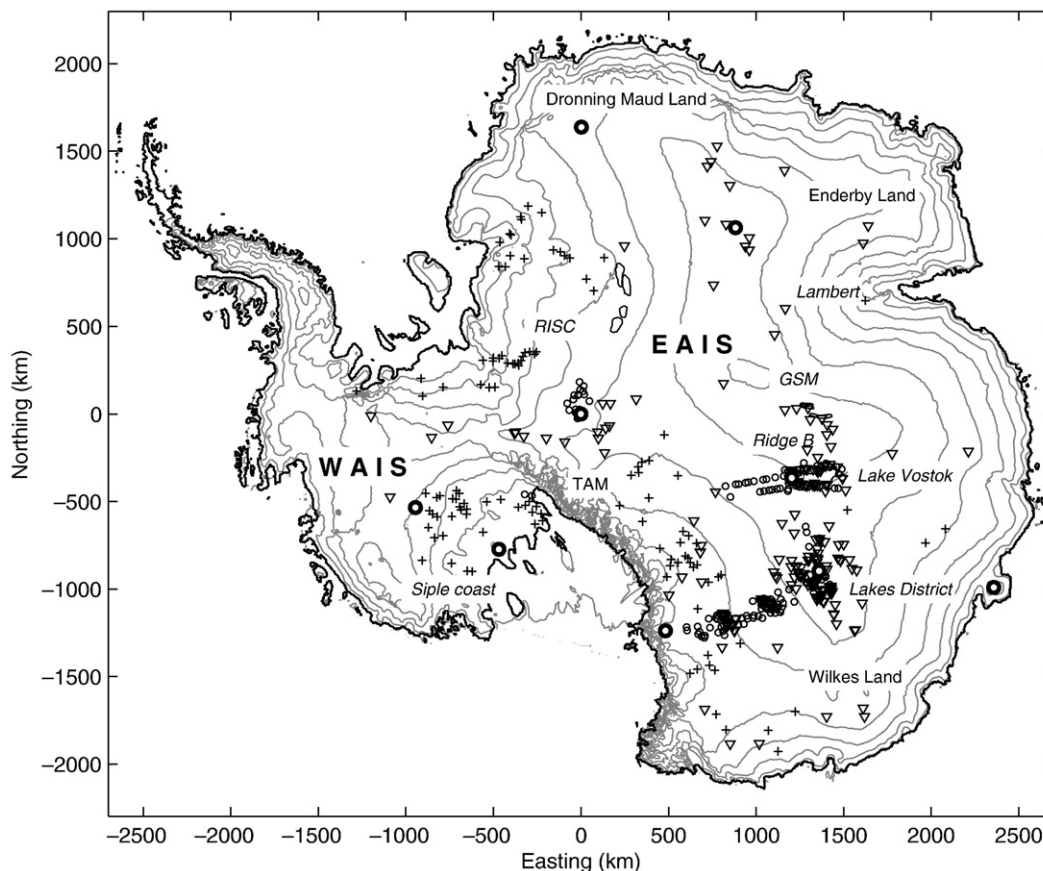 2000
1500
1000
500
0
−500
−1000
−1500
−2000
Northing (km)
Dronning Maud Land
Enderby Land
Lambert
RISC
E A I S
GSM
Ridge B
W A I S
TAM
Lake Vostok
Siple coast
Lakes District
Wilkes Land
−2500 −2000 −1500 −1000 −500 0 500 1000 1500 2000 2500
Easting (km)